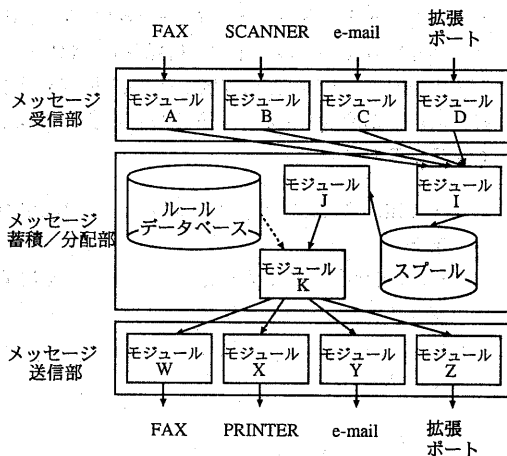 FAX SCANNER e-mail 拡張
ポート
メッセージ
受信部
モジュール
A
モジュール
B
モジュール
C
モジュール
D
メッセージ
蓄積／分配部
ルール
データベース
モジュール
J
モジュール
I
スプール
モジュール
K
メッセージ
送信部
モジュール
W
モジュール
X
モジュール
Y
モジュール
Z
FAX PRINTER e-mail 拡張
ポート